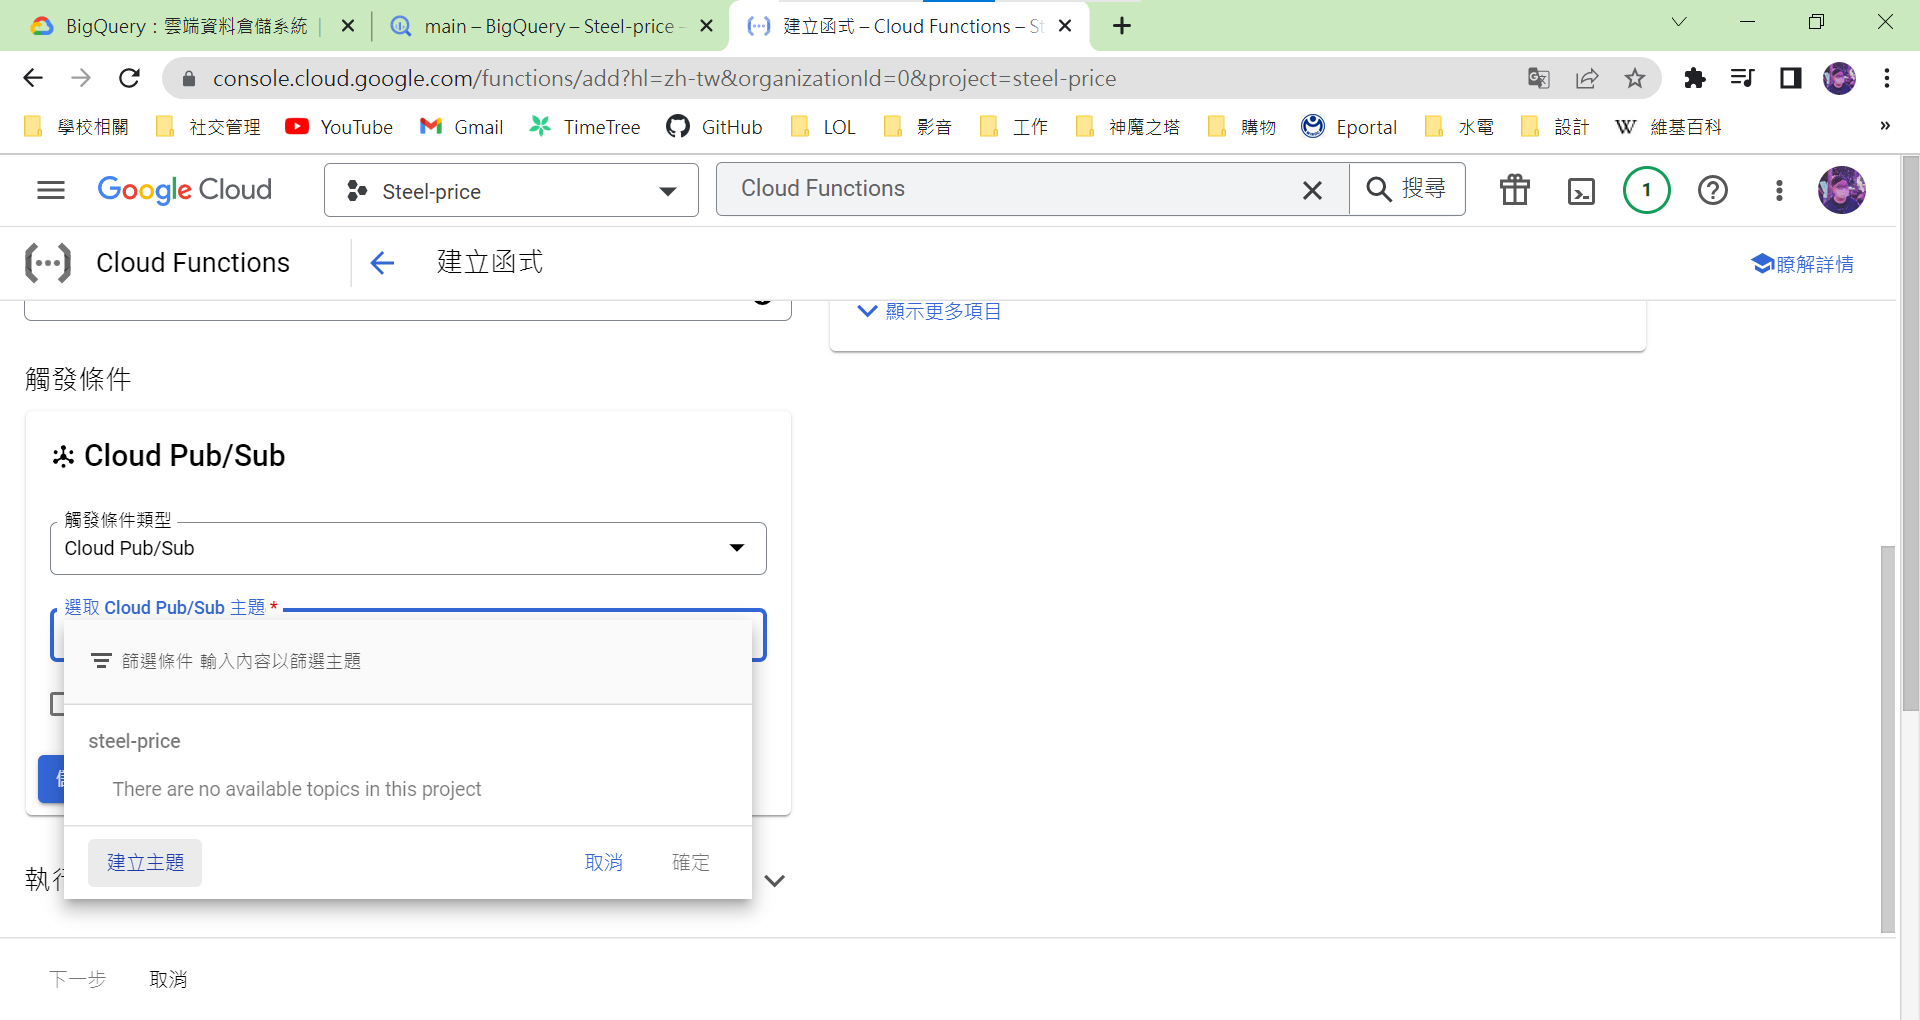 BigQuery：雲端資料倉儲系統
main – BigQuery – Steel-price -
建立函式 – Cloud Functions – St
console.cloud.google.com/functions/add?hl=zh-tw&organizationId=0&project=steel-price
學校相關 社交管理 YouTube Gmail TimeTree GitHub LOL 影音 工作 神魔之塔 購物 Eportal 水電 設計 W 維基百科 »
Google Cloud Steel-price Cloud Functions 搜尋 1
Cloud Functions 建立函式 瞭解詳情
顯示更多項目
觸發條件
Cloud Pub/Sub
觸發條件類型
Cloud Pub/Sub
選取 Cloud Pub/Sub 主題 *
篩選條件 輸入內容以篩選主題
steel-price
There are no available topics in this project
建立主題 取消 確定
執行
下一步 取消